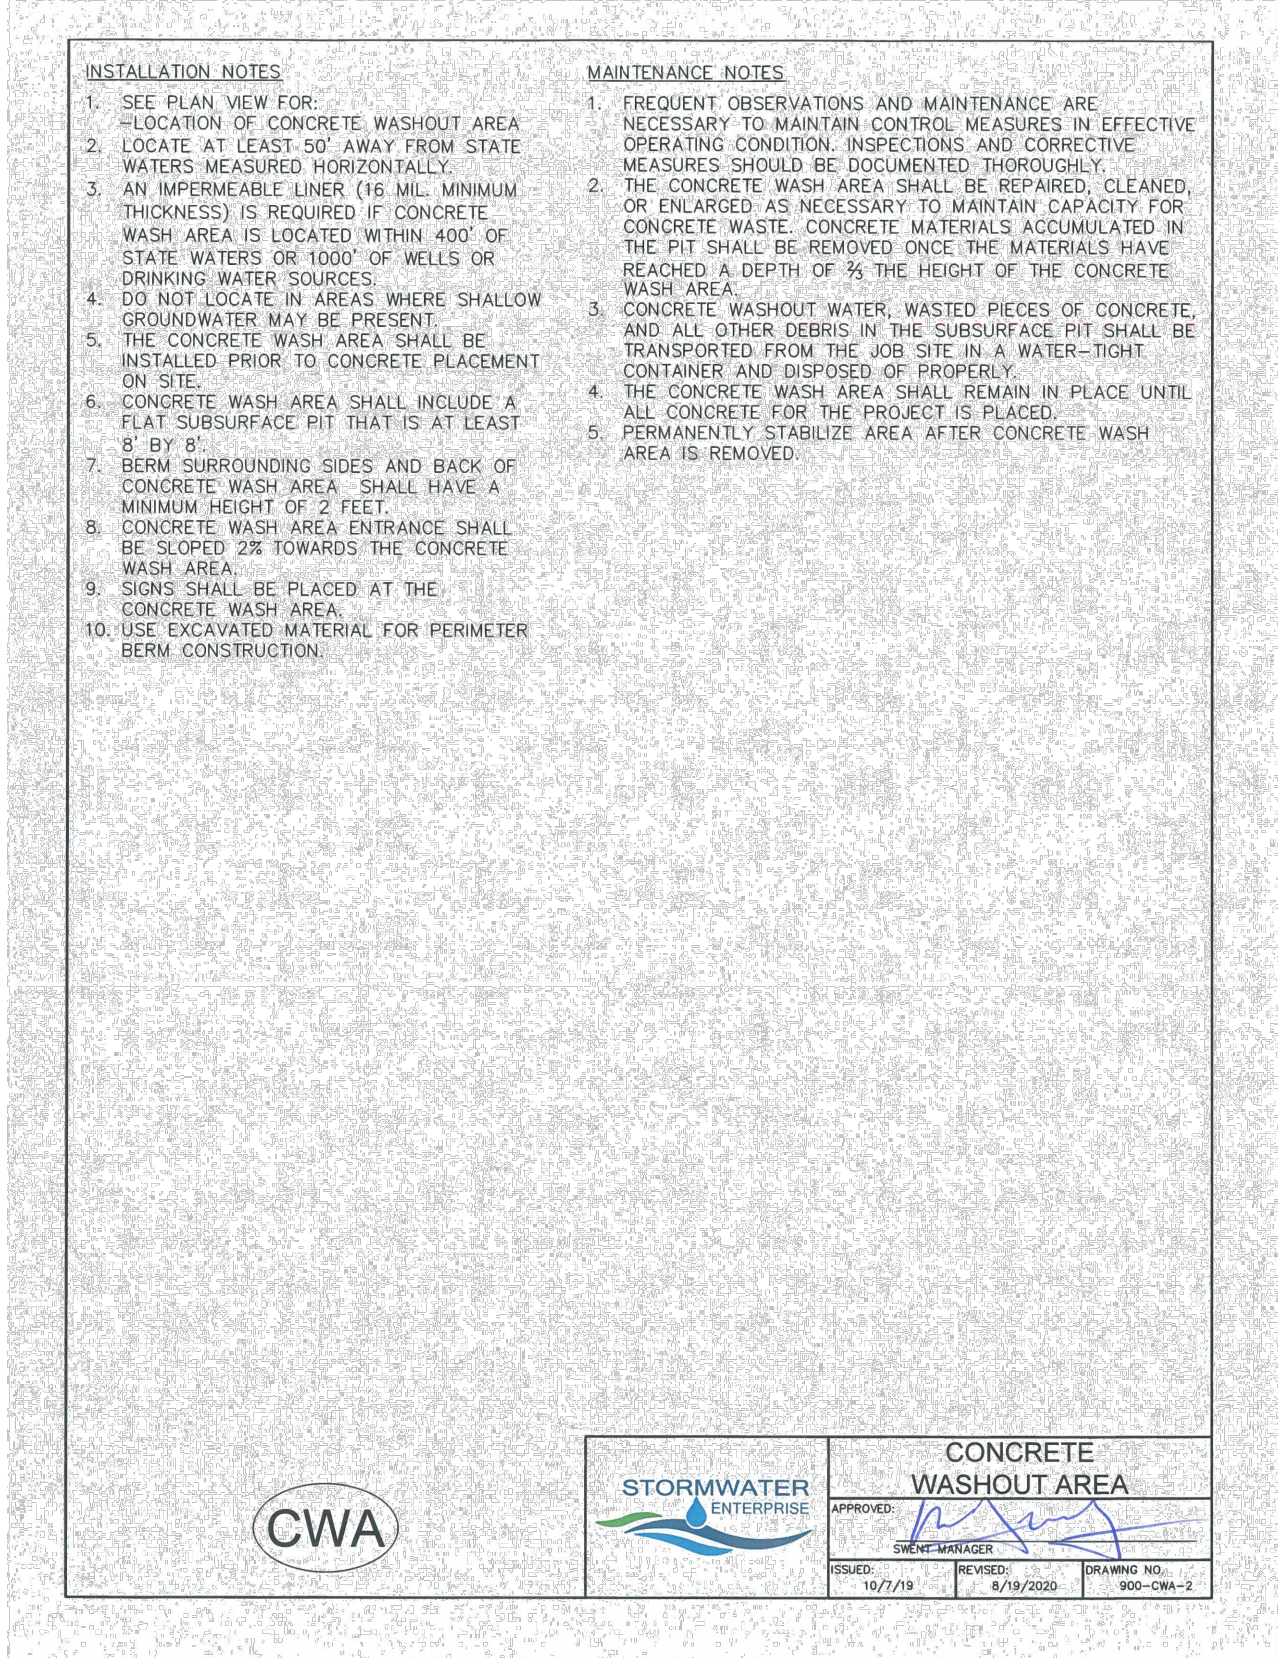 INSTALLATION NOTES
1. SEE PLAN VIEW FOR:
-LOCATION OF CONCRETE WASHOUT AREA
2. LOCATE AT LEAST 50' AWAY FROM STATE
WATERS MEASURED HORIZONTALLY.
3. AN IMPERMEABLE LINER (16 MIL. MINIMUM
THICKNESS) IS REQUIRED IF CONCRETE
WASH AREA IS LOCATED WITHIN 400' OF
STATE WATERS OR 1000' OF WELLS OR
DRINKING WATER SOURCES.
4. DO NOT LOCATE IN AREAS WHERE SHALLOW
GROUNDWATER MAY BE PRESENT.
5. THE CONCRETE WASH AREA SHALL BE
INSTALLED PRIOR TO CONCRETE PLACEMENT
ON SITE.
6. CONCRETE WASH AREA SHALL INCLUDE A
FLAT SUBSURFACE PIT THAT IS AT LEAST
8' BY 8'.
7. BERM SURROUNDING SIDES AND BACK OF
CONCRETE WASH AREA SHALL HAVE A
MINIMUM HEIGHT OF 2 FEET.
8. CONCRETE WASH AREA ENTRANCE SHALL
BE SLOPED 2% TOWARDS THE CONCRETE
WASH AREA.
9. SIGNS SHALL BE PLACED AT THE
CONCRETE WASH AREA.
10. USE EXCAVATED MATERIAL FOR PERIMETER
BERM CONSTRUCTION.
MAINTENANCE NOTES
1. FREQUENT OBSERVATIONS AND MAINTENANCE ARE
NECESSARY TO MAINTAIN CONTROL MEASURES IN EFFECTIVE
OPERATING CONDITION. INSPECTIONS AND CORRECTIVE
MEASURES SHOULD BE DOCUMENTED THOROUGHLY.
2. THE CONCRETE WASH AREA SHALL BE REPAIRED, CLEANED,
OR ENLARGED AS NECESSARY TO MAINTAIN CAPACITY FOR
CONCRETE WASTE. CONCRETE MATERIALS ACCUMULATED IN
THE PIT SHALL BE REMOVED ONCE THE MATERIALS HAVE
REACHED A DEPTH OF ⅔ THE HEIGHT OF THE CONCRETE
WASH AREA.
3. CONCRETE WASHOUT WATER, WASTED PIECES OF CONCRETE,
AND ALL OTHER DEBRIS IN THE SUBSURFACE PIT SHALL BE
TRANSPORTED FROM THE JOB SITE IN A WATER-TIGHT
CONTAINER AND DISPOSED OF PROPERLY.
4. THE CONCRETE WASH AREA SHALL REMAIN IN PLACE UNTIL
ALL CONCRETE FOR THE PROJECT IS PLACED.
5. PERMANENTLY STABILIZE AREA AFTER CONCRETE WASH
AREA IS REMOVED.
CWA
STORMWATER
ENTERPRISE
CONCRETE
WASHOUT AREA
APPROVED:
SWENT MANAGER
ISSUED:
10/7/19
REVISED:
8/19/2020
DRAWING NO.
900-CWA-2